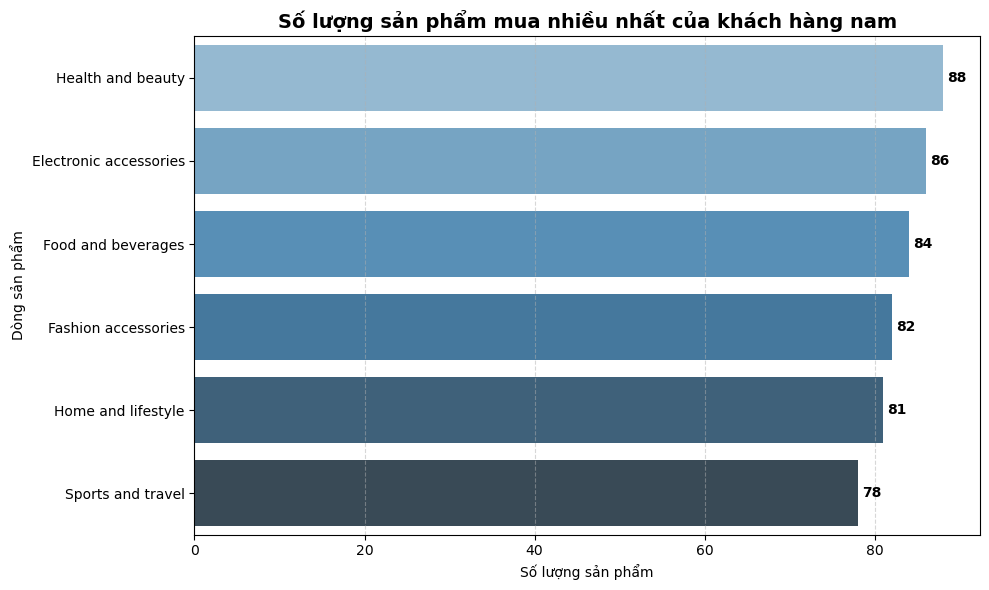 Số lượng sản phẩm mua nhiều nhất của khách hàng nam
Dòng sản phẩm
Health and beauty 88
Electronic accessories 86
Food and beverages 84
Fashion accessories 82
Home and lifestyle 81
Sports and travel 78
0 20 40 60 80
Số lượng sản phẩm